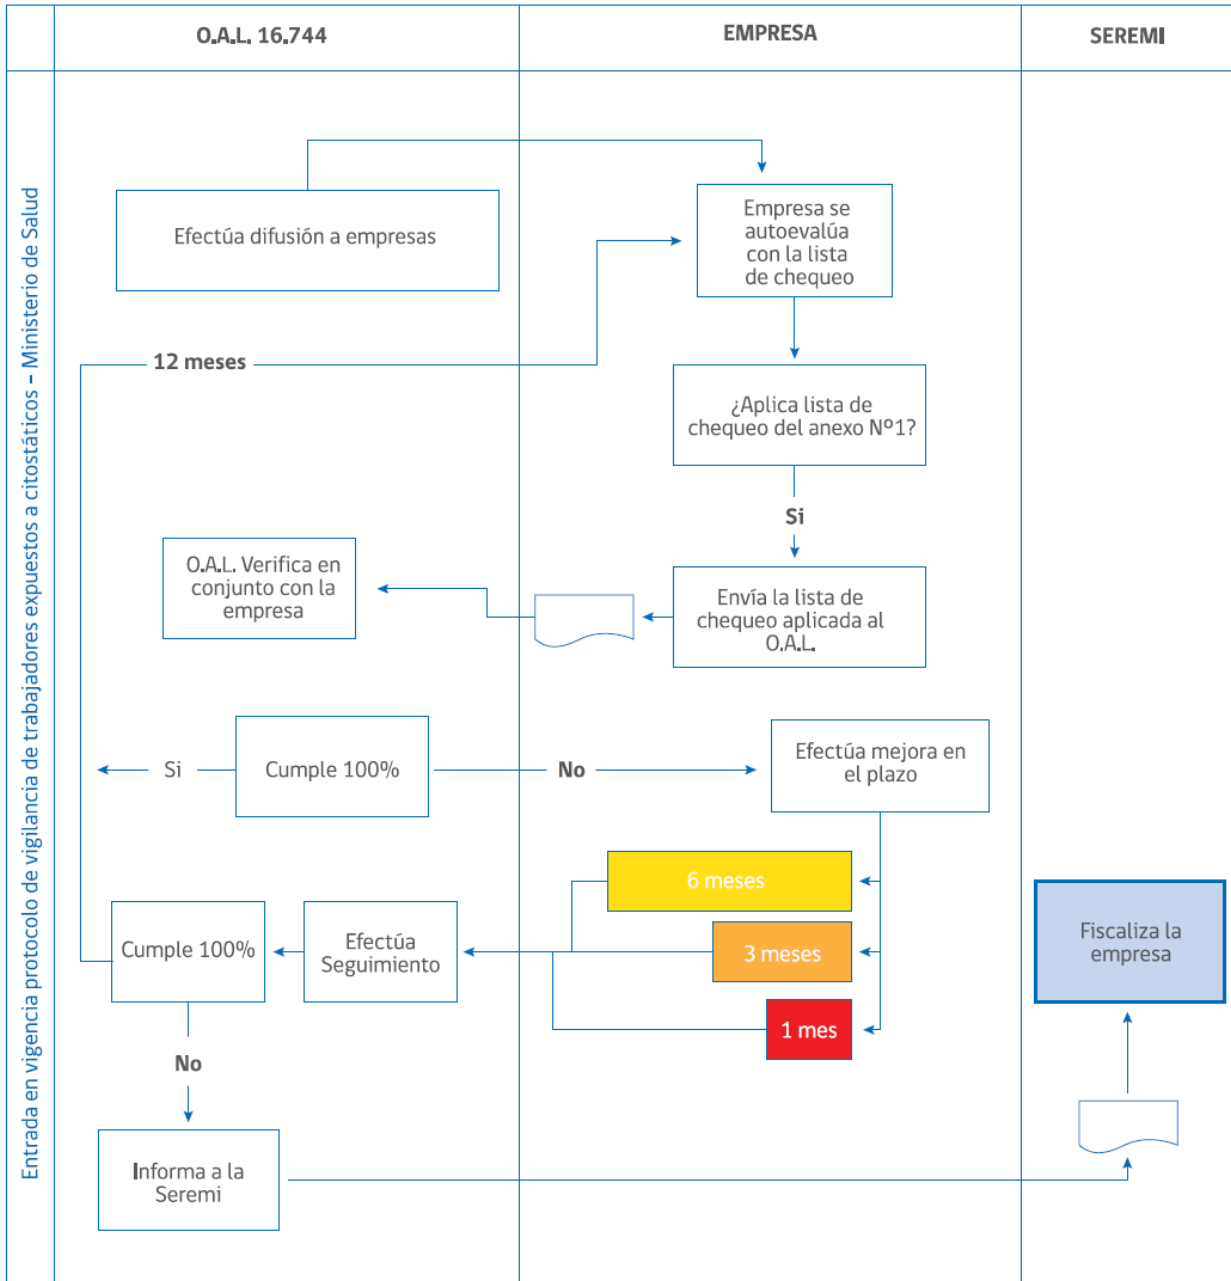 O.A.L. 16.744
EMPRESA
SEREMI
Entrada en vigencia protocolo de vigilancia de trabajadores expuestos a citostáticos - Ministerio de Salud
Efectúa difusión a empresas
Empresa se
autoevalúa
con la lista
de chequeo
12 meses
¿Aplica lista de
chequeo del anexo Nº1?
Si
O.A.L. Verifica en
conjunto con la
empresa
Envía la lista de
chequeo aplicada al
O.A.L.
Si
Cumple 100%
No
Efectúa mejora en
el plazo
6 meses
Cumple 100%
Efectúa
Seguimiento
3 meses
Fiscaliza la
empresa
1 mes
No
Informa a la
Seremi